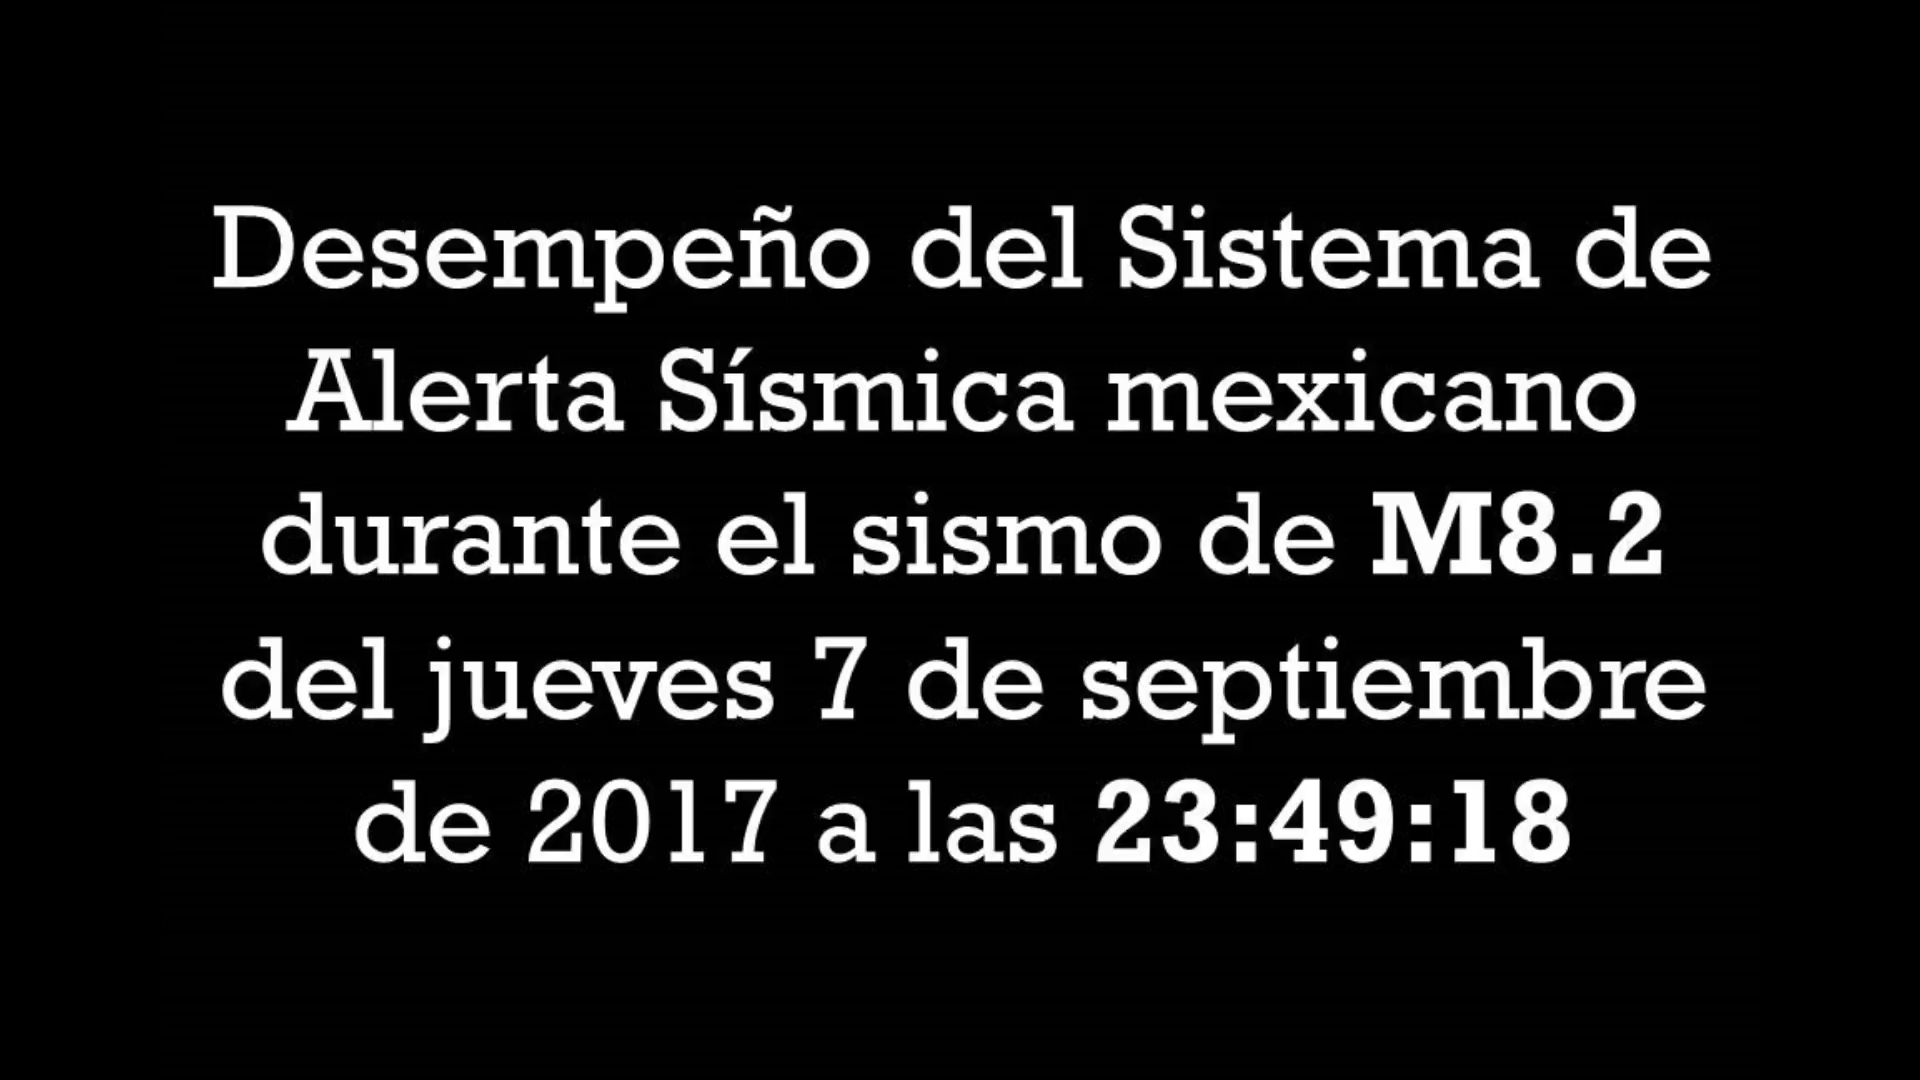 Desempeño del Sistema de
Alerta Sísmica mexicano
durante el sismo de M8.2
del jueves 7 de septiembre
de 2017 a las 23:49:18